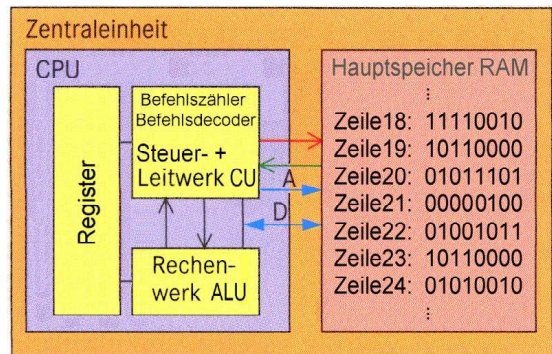 Zentraleinheit
CPU
Register
Befehlszähler
Befehlsdecoder
Steuer- +
Leitwerk CU
Rechen-
werk ALU
A
D
Hauptspeicher RAM
⋮
Zeile18: 11110010
Zeile19: 10110000
Zeile20: 01011101
Zeile21: 00000100
Zeile22: 01001011
Zeile23: 10110000
Zeile24: 01010010
⋮